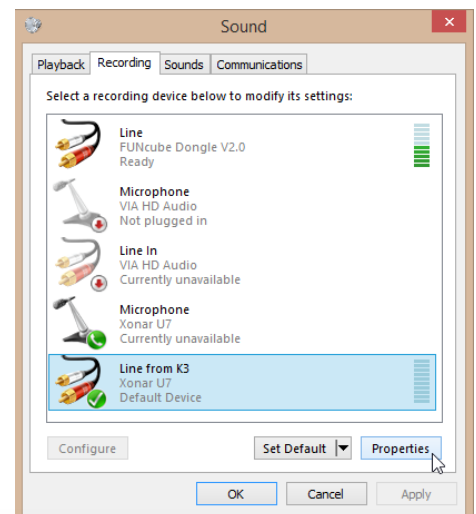 Sound
Playback Recording Sounds Communications
Select a recording device below to modify its settings:
Line
FUNcube Dongle V2.0
Ready
Microphone
VIA HD Audio
Not plugged in
Line In
VIA HD Audio
Currently unavailable
Microphone
Xonar U7
Currently unavailable
Line from K3
Xonar U7
Default Device
Configure Set Default Properties
OK Cancel Apply